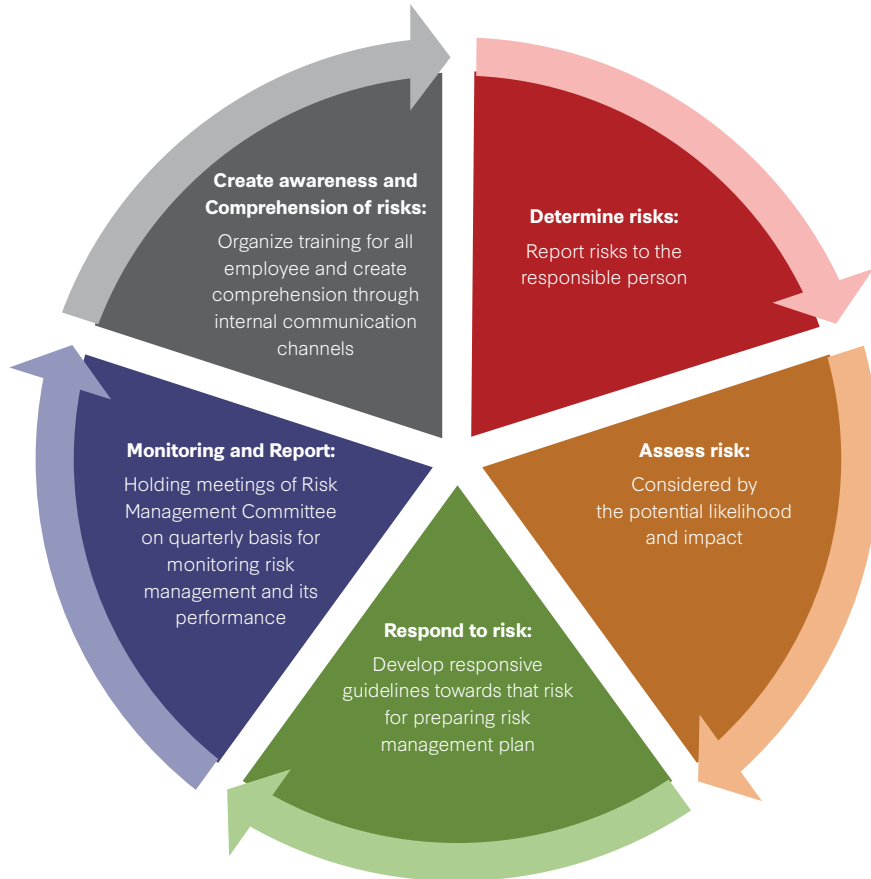 Create awareness and
Comprehension of risks:
Organize training for all
employee and create
comprehension through
internal communication
channels
Determine risks:
Report risks to the
responsible person
Assess risk:
Considered by
the potential likelihood
and impact
Respond to risk:
Develop responsive
guidelines towards that risk
for preparing risk
management plan
Monitoring and Report:
Holding meetings of Risk
Management Committee
on quarterly basis for
monitoring risk
management and its
performance